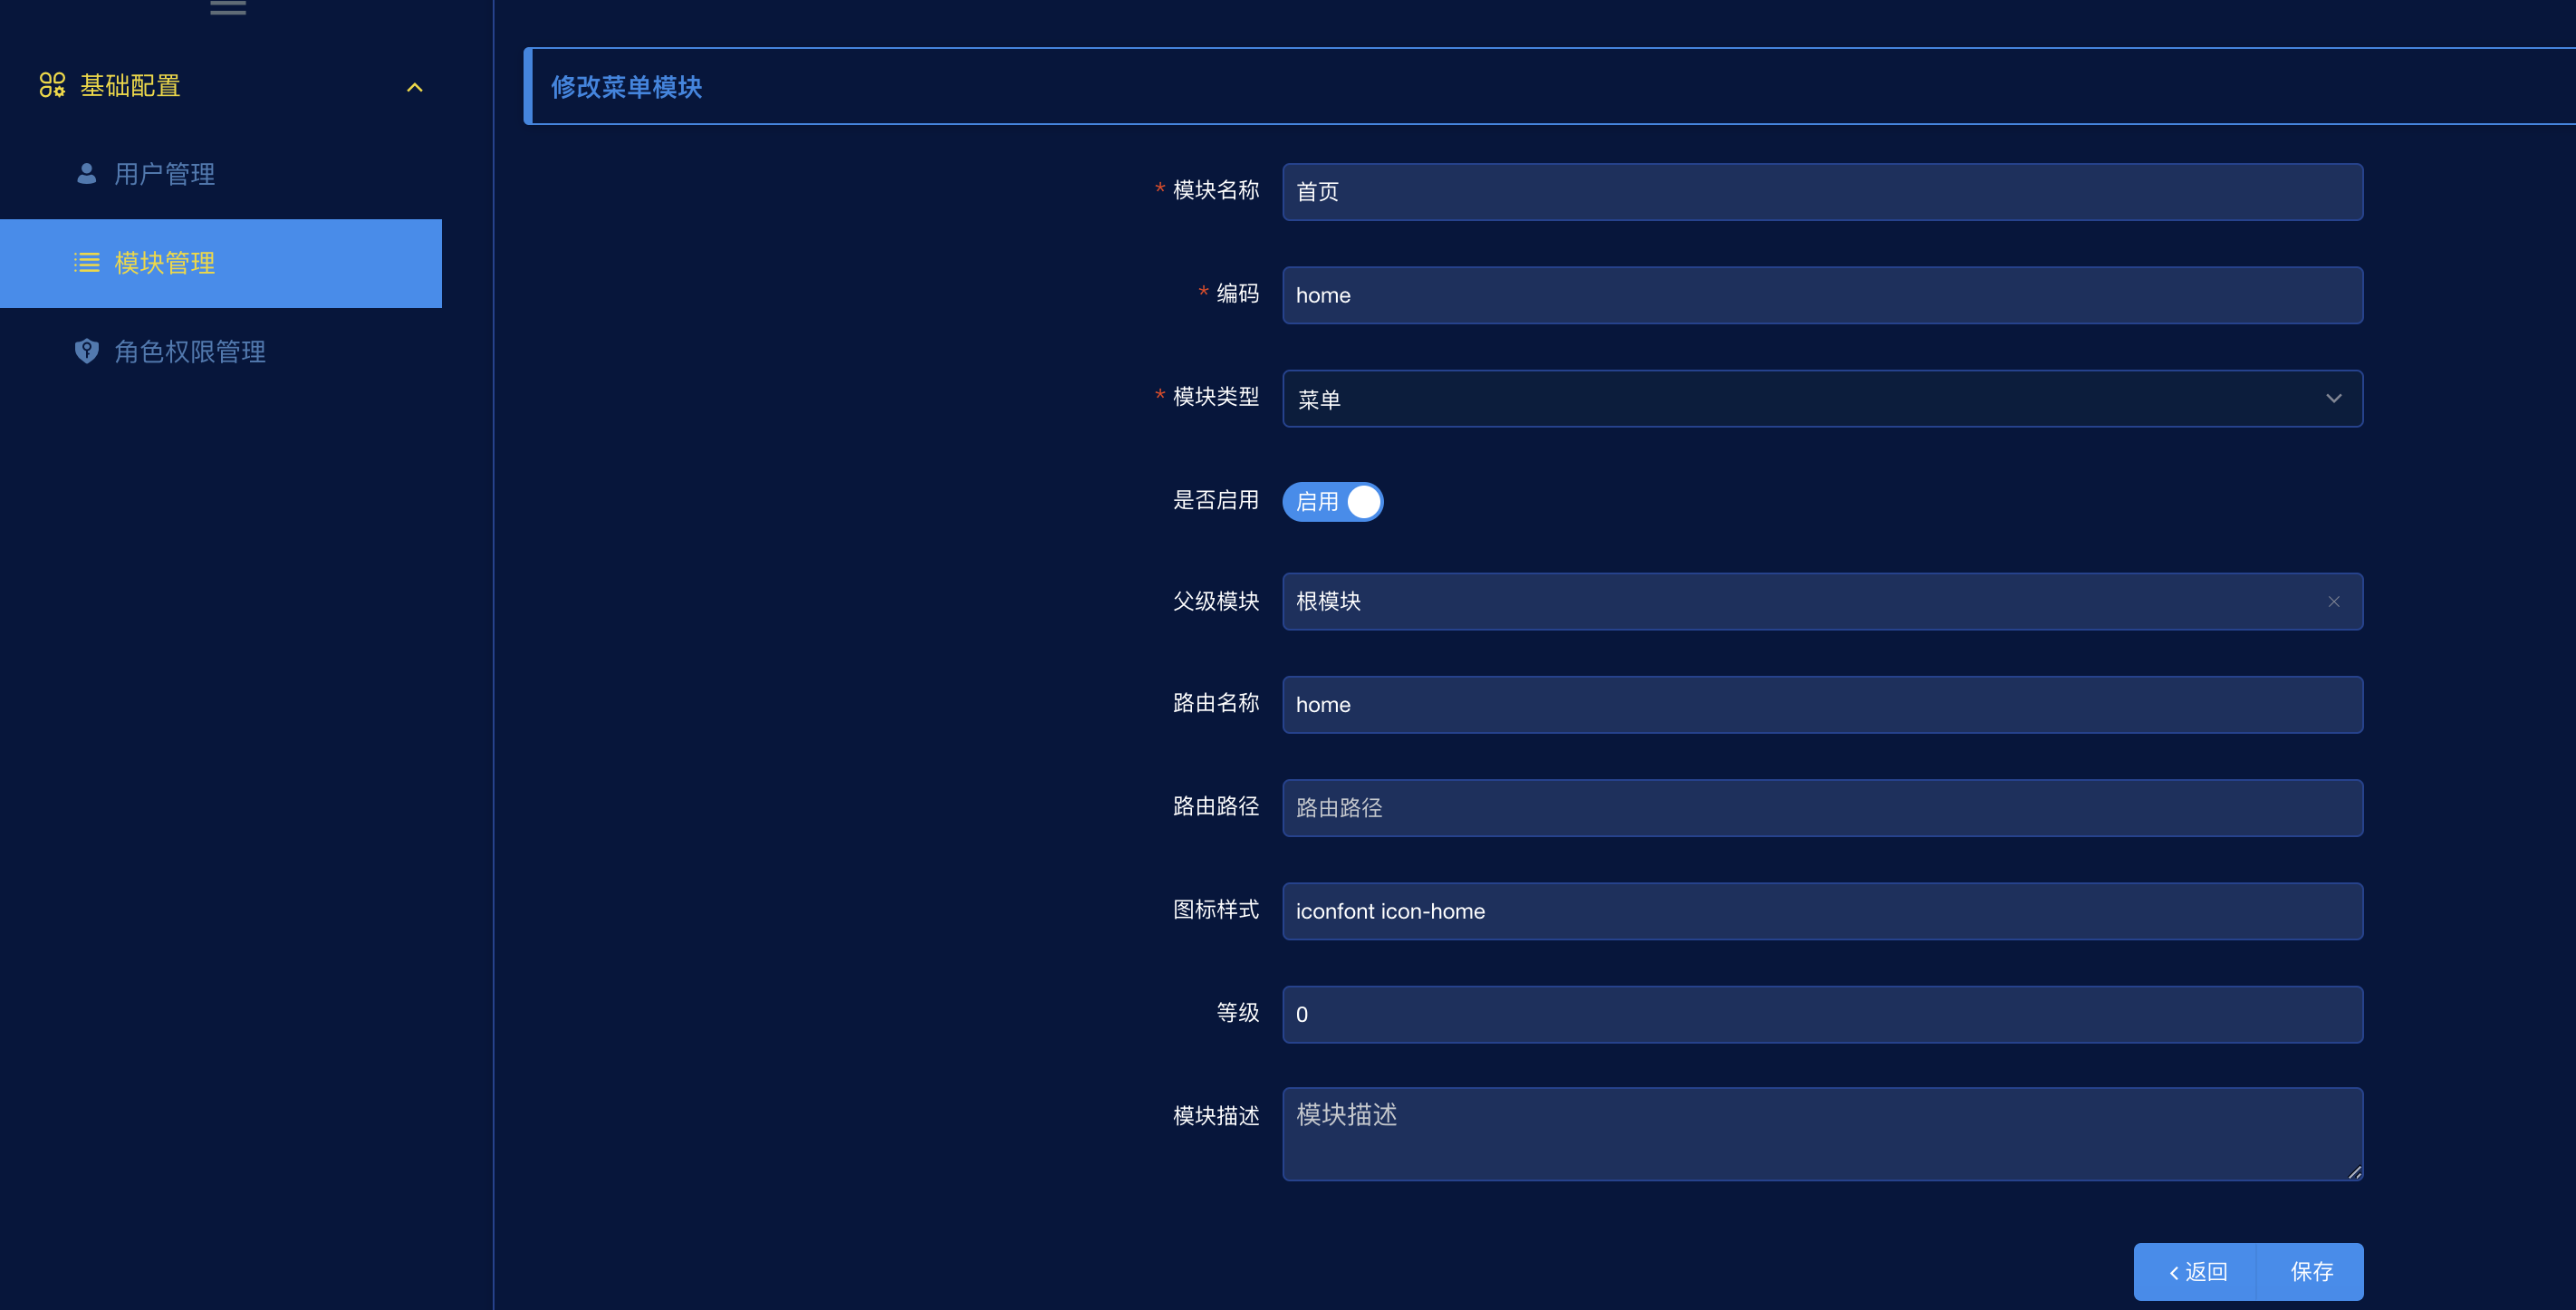 基础配置
用户管理
模块管理
角色权限管理
修改菜单模块
* 模块名称 首页
* 编码 home
* 模块类型 菜单
是否启用 启用
父级模块 根模块
路由名称 home
路由路径 路由路径
图标样式 iconfont icon-home
等级 0
模块描述 模块描述
返回 保存